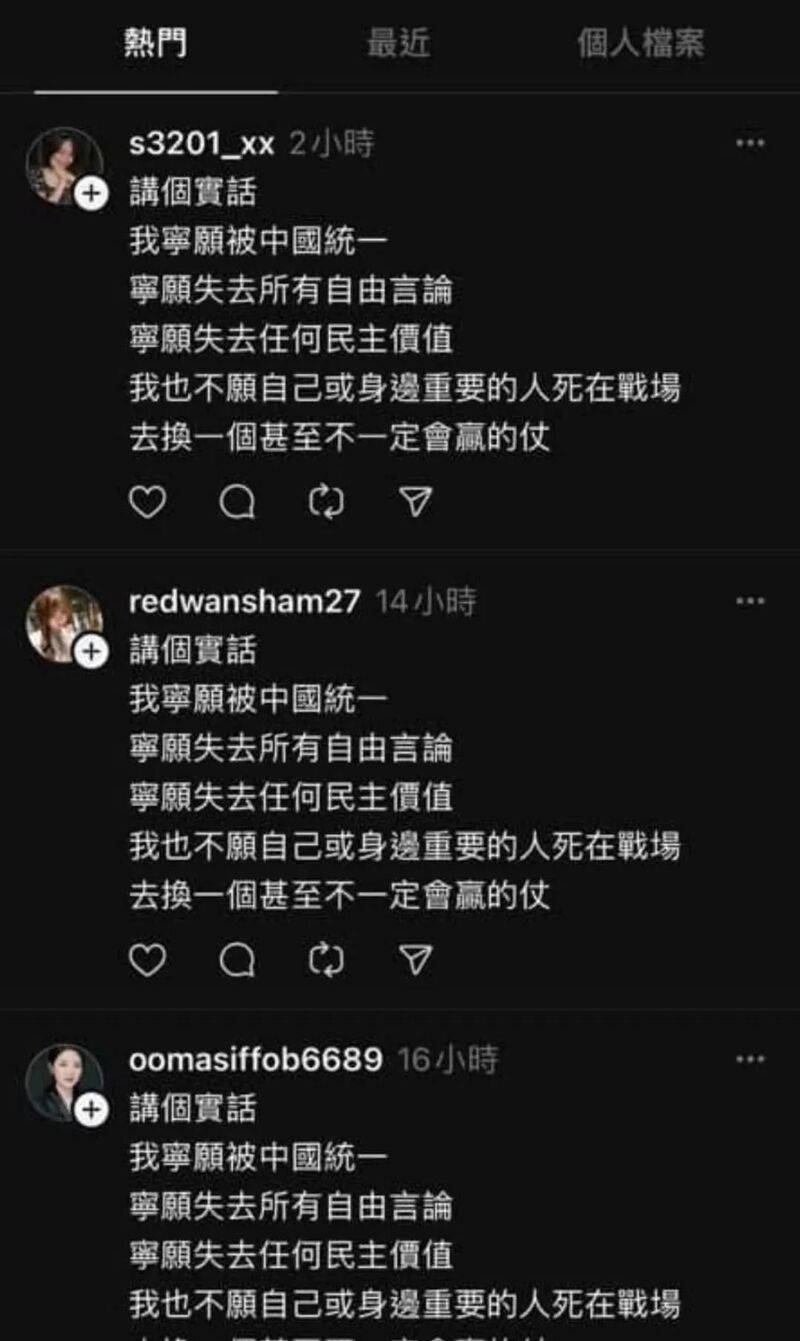 熱門 最近 個人檔案
s3201_xx 2小時
講個實話
我寧願被中國統一
寧願失去所有自由言論
寧願失去任何民主價值
我也不願自己或身邊重要的人死在戰場
去換一個甚至不一定會贏的仗
redwansham27 14小時
講個實話
我寧願被中國統一
寧願失去所有自由言論
寧願失去任何民主價值
我也不願自己或身邊重要的人死在戰場
去換一個甚至不一定會贏的仗
oomasiffob6689 16小時
講個實話
我寧願被中國統一
寧願失去所有自由言論
寧願失去任何民主價值
我也不願自己或身邊重要的人死在戰場